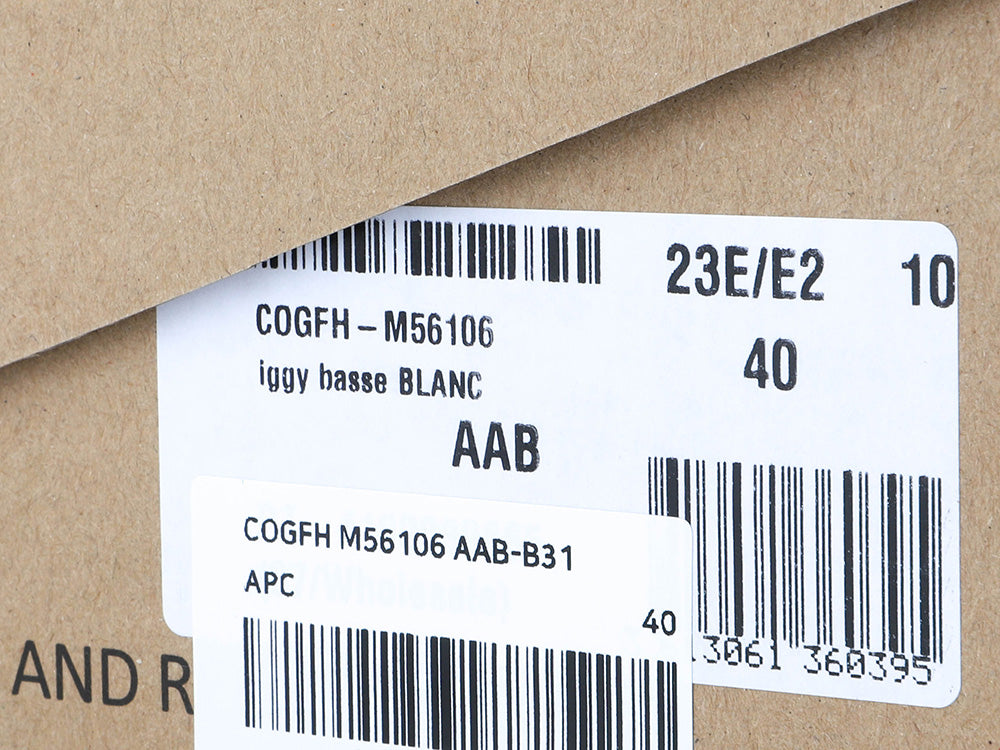 23E/E2 10
COGFH – M56106
40
iggy basse BLANC
AAB
COGFH M56106 AAB-B31
APC
40
3061 360395
AND R